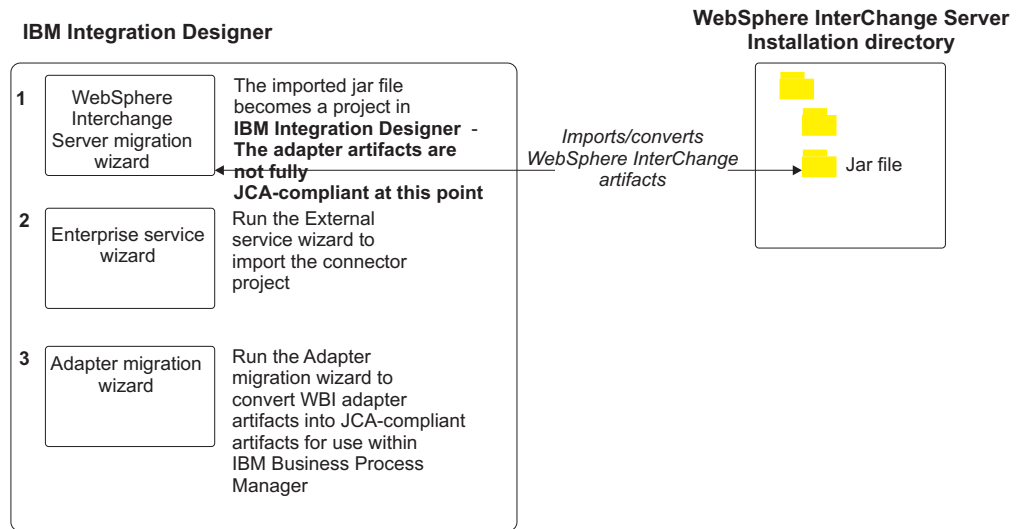 IBM Integration Designer
WebSphere InterChange Server
Installation directory
1
WebSphere
Interchange
Server migration
wizard
The imported jar file
becomes a project in
IBM Integration Designer -
The adapter artifacts are
not fully
JCA-compliant at this point
Imports/converts
WebSphere InterChange
artifacts
Jar file
2
Enterprise service
wizard
Run the External
service wizard to
import the connector
project
3
Adapter migration
wizard
Run the Adapter
migration wizard to
convert WBI adapter
artifacts into JCA-compliant
artifacts for use within
IBM Business Process
Manager